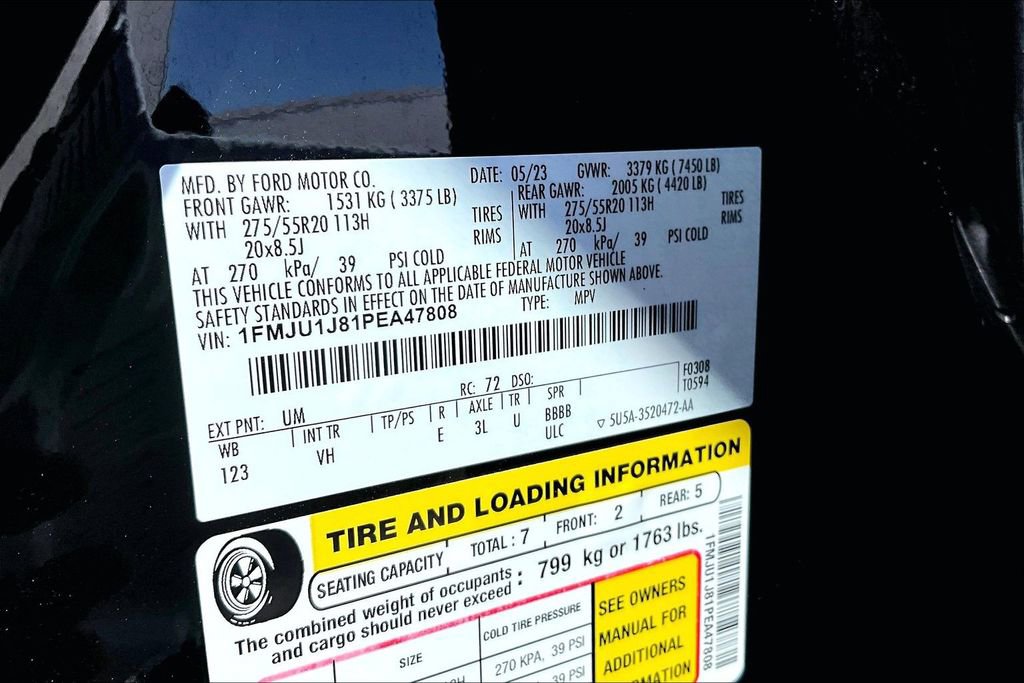 MFD. BY FORD MOTOR CO.
DATE: 05/23 GVWR: 3379 KG (7450 LB)
FRONT GAWR: 1531 KG (3375 LB)
REAR GAWR: 2005 KG (4420 LB)
WITH 275/55R20 113H TIRES
WITH 275/55R20 113H TIRES
20x8.5J RIMS
20x8.5J RIMS
AT 270 kPa/ 39 PSI COLD
AT 270 kPa/ 39 PSI COLD
THIS VEHICLE CONFORMS TO ALL APPLICABLE FEDERAL MOTOR VEHICLE
SAFETY STANDARDS IN EFFECT ON THE DATE OF MANUFACTURE SHOWN ABOVE.
VIN: 1FMJU1J81PEA47808 TYPE: MPV
EXT PNT: UM RC: 72 DSO: F0308
T0594
WB INT TR TP/PS R AXLE TR SPR
123 VH E 3L U BBBB
ULC
▽ 5U5A-3520472-AA
TIRE AND LOADING INFORMATION
SEATING CAPACITY TOTAL: 7 FRONT: 2 REAR: 5
The combined weight of occupants
and cargo should never exceed : 799 kg or 1763 lbs.
SIZE COLD TIRE PRESSURE
270 KPA, 39 PSI
39 PSI
SEE OWNERS
MANUAL FOR
ADDITIONAL
1FMJU1J81PEA47808